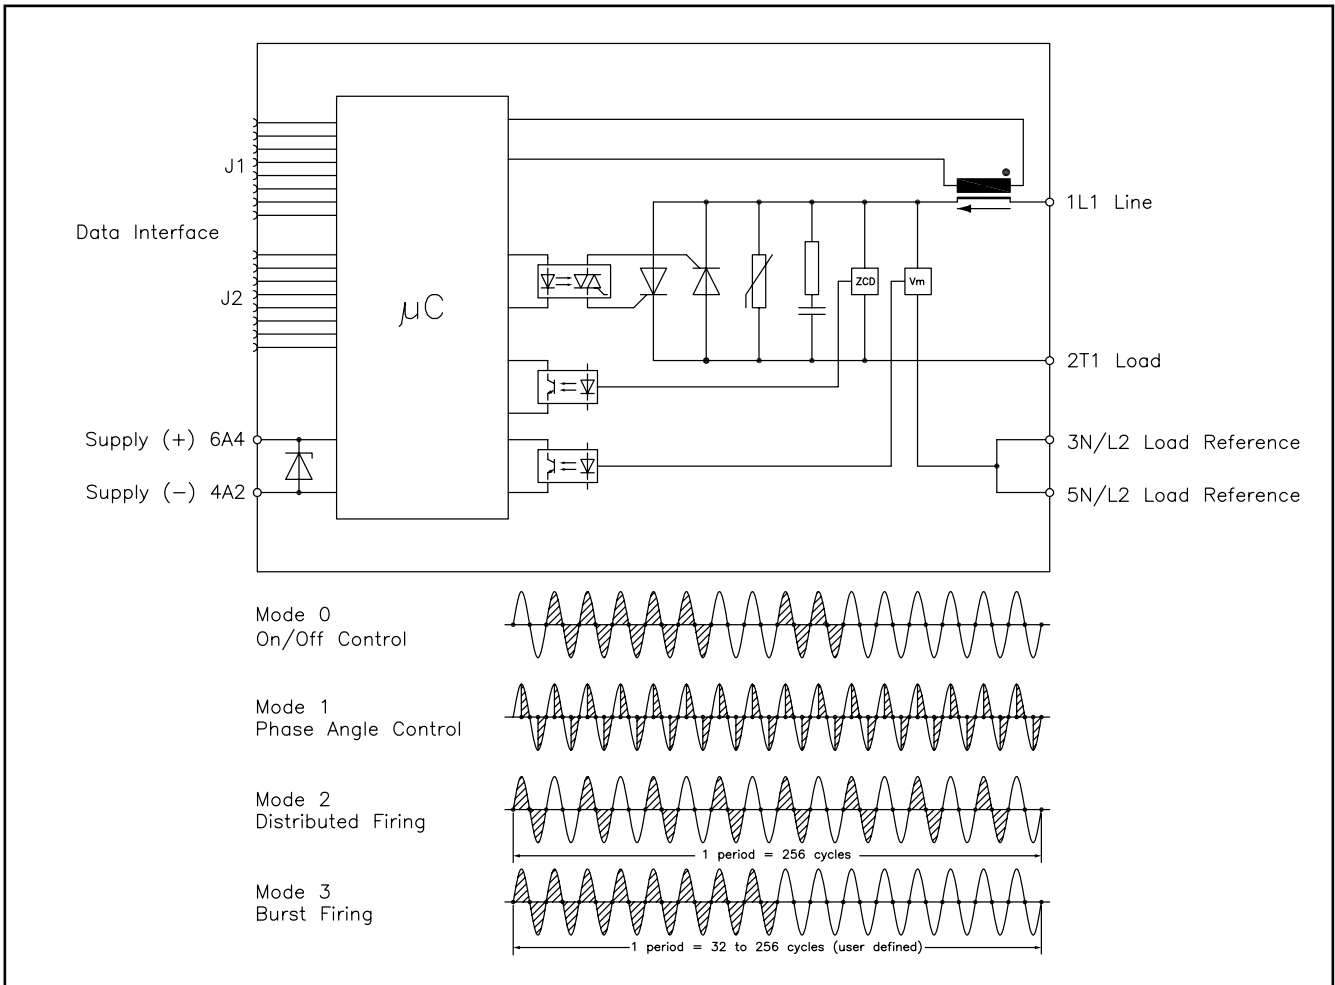 J1
1L1 Line
Data Interface
ZCD
Vm
J2
μC
2T1 Load
Supply (+) 6A4
3N/L2 Load Reference
Supply (-) 4A2
5N/L2 Load Reference
Mode 0
On/Off Control
Mode 1
Phase Angle Control
Mode 2
Distributed Firing
1 period = 256 cycles
Mode 3
Burst Firing
1 period = 32 to 256 cycles (user defined)